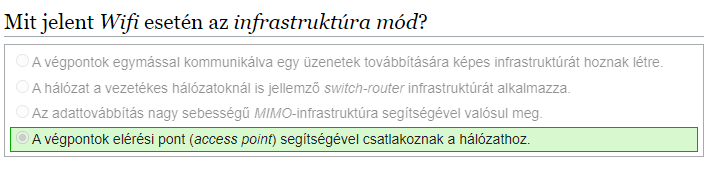 Mit jelent Wifi esetén az infrastruktúra mód?
A végpontok egymással kommunikálva egy üzenetek továbbítására képes infrastruktúrát hoznak létre.
A hálózat a vezetékes hálózatoknál is jellemző switch-router infrastruktúrát alkalmazza.
Az adattovábbítás nagy sebességű MIMO-infrastruktúra segítségével valósul meg.
A végpontok elérési pont (access point) segítségével csatlakoznak a hálózathoz.